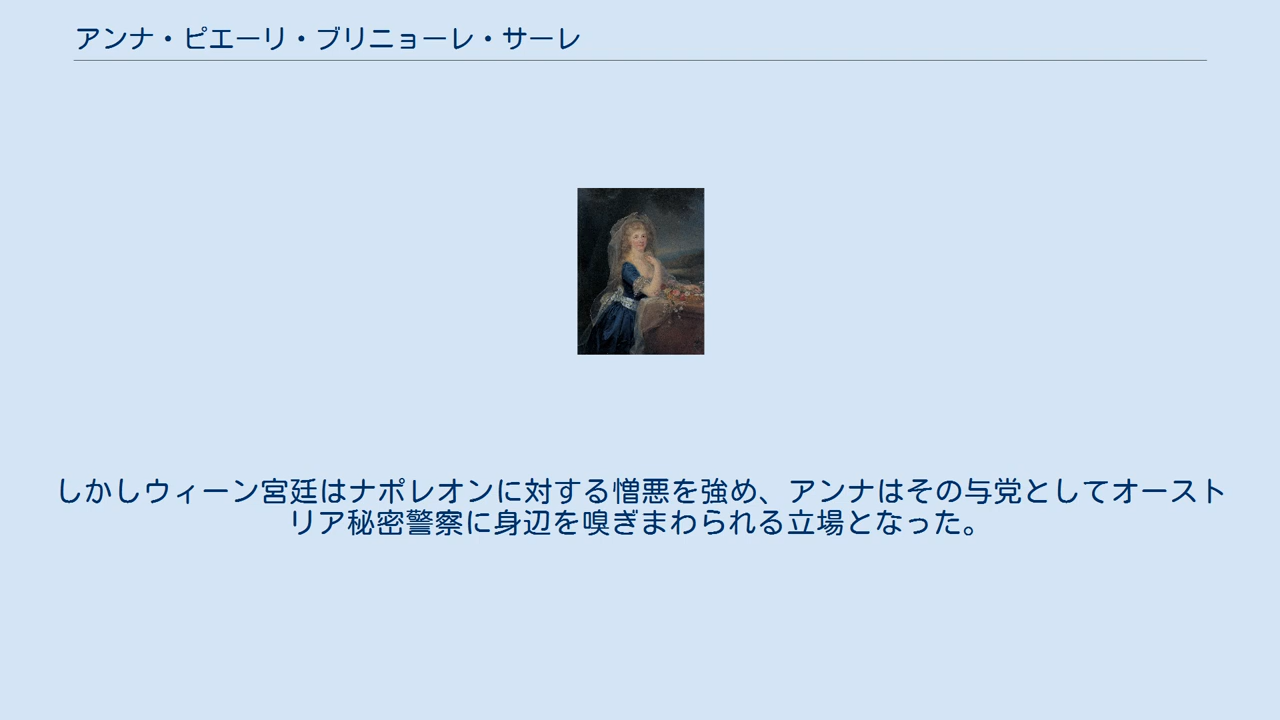 アンナ・ピエーリ・ブリニョーレ・サーレ
しかしウィーン宮廷はナポレオンに対する憎悪を強め、アンナはその与党としてオースト
リア秘密警察に身辺を嗅ぎまわられる立場となった。